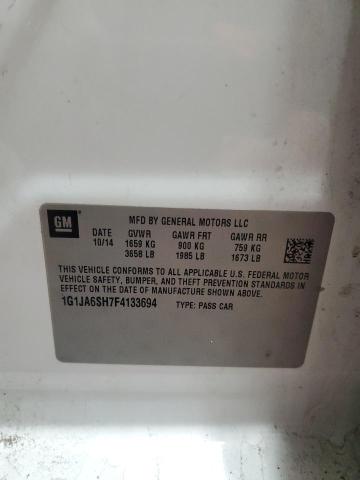 GM
MFD BY GENERAL MOTORS LLC
DATE GVWR GAWR FRT GAWR RR
10/14 1659 KG 900 KG 759 KG
3658 LB 1985 LB 1673 LB
THIS VEHICLE CONFORMS TO ALL APPLICABLE U.S. FEDERAL MOTOR
VEHICLE SAFETY, BUMPER, AND THEFT PREVENTION STANDARDS
IN EFFECT ON THE DATE OF MANUFACTURE SHOWN ABOVE.
1G1JA6SH7F4133694 TYPE: PASS CAR